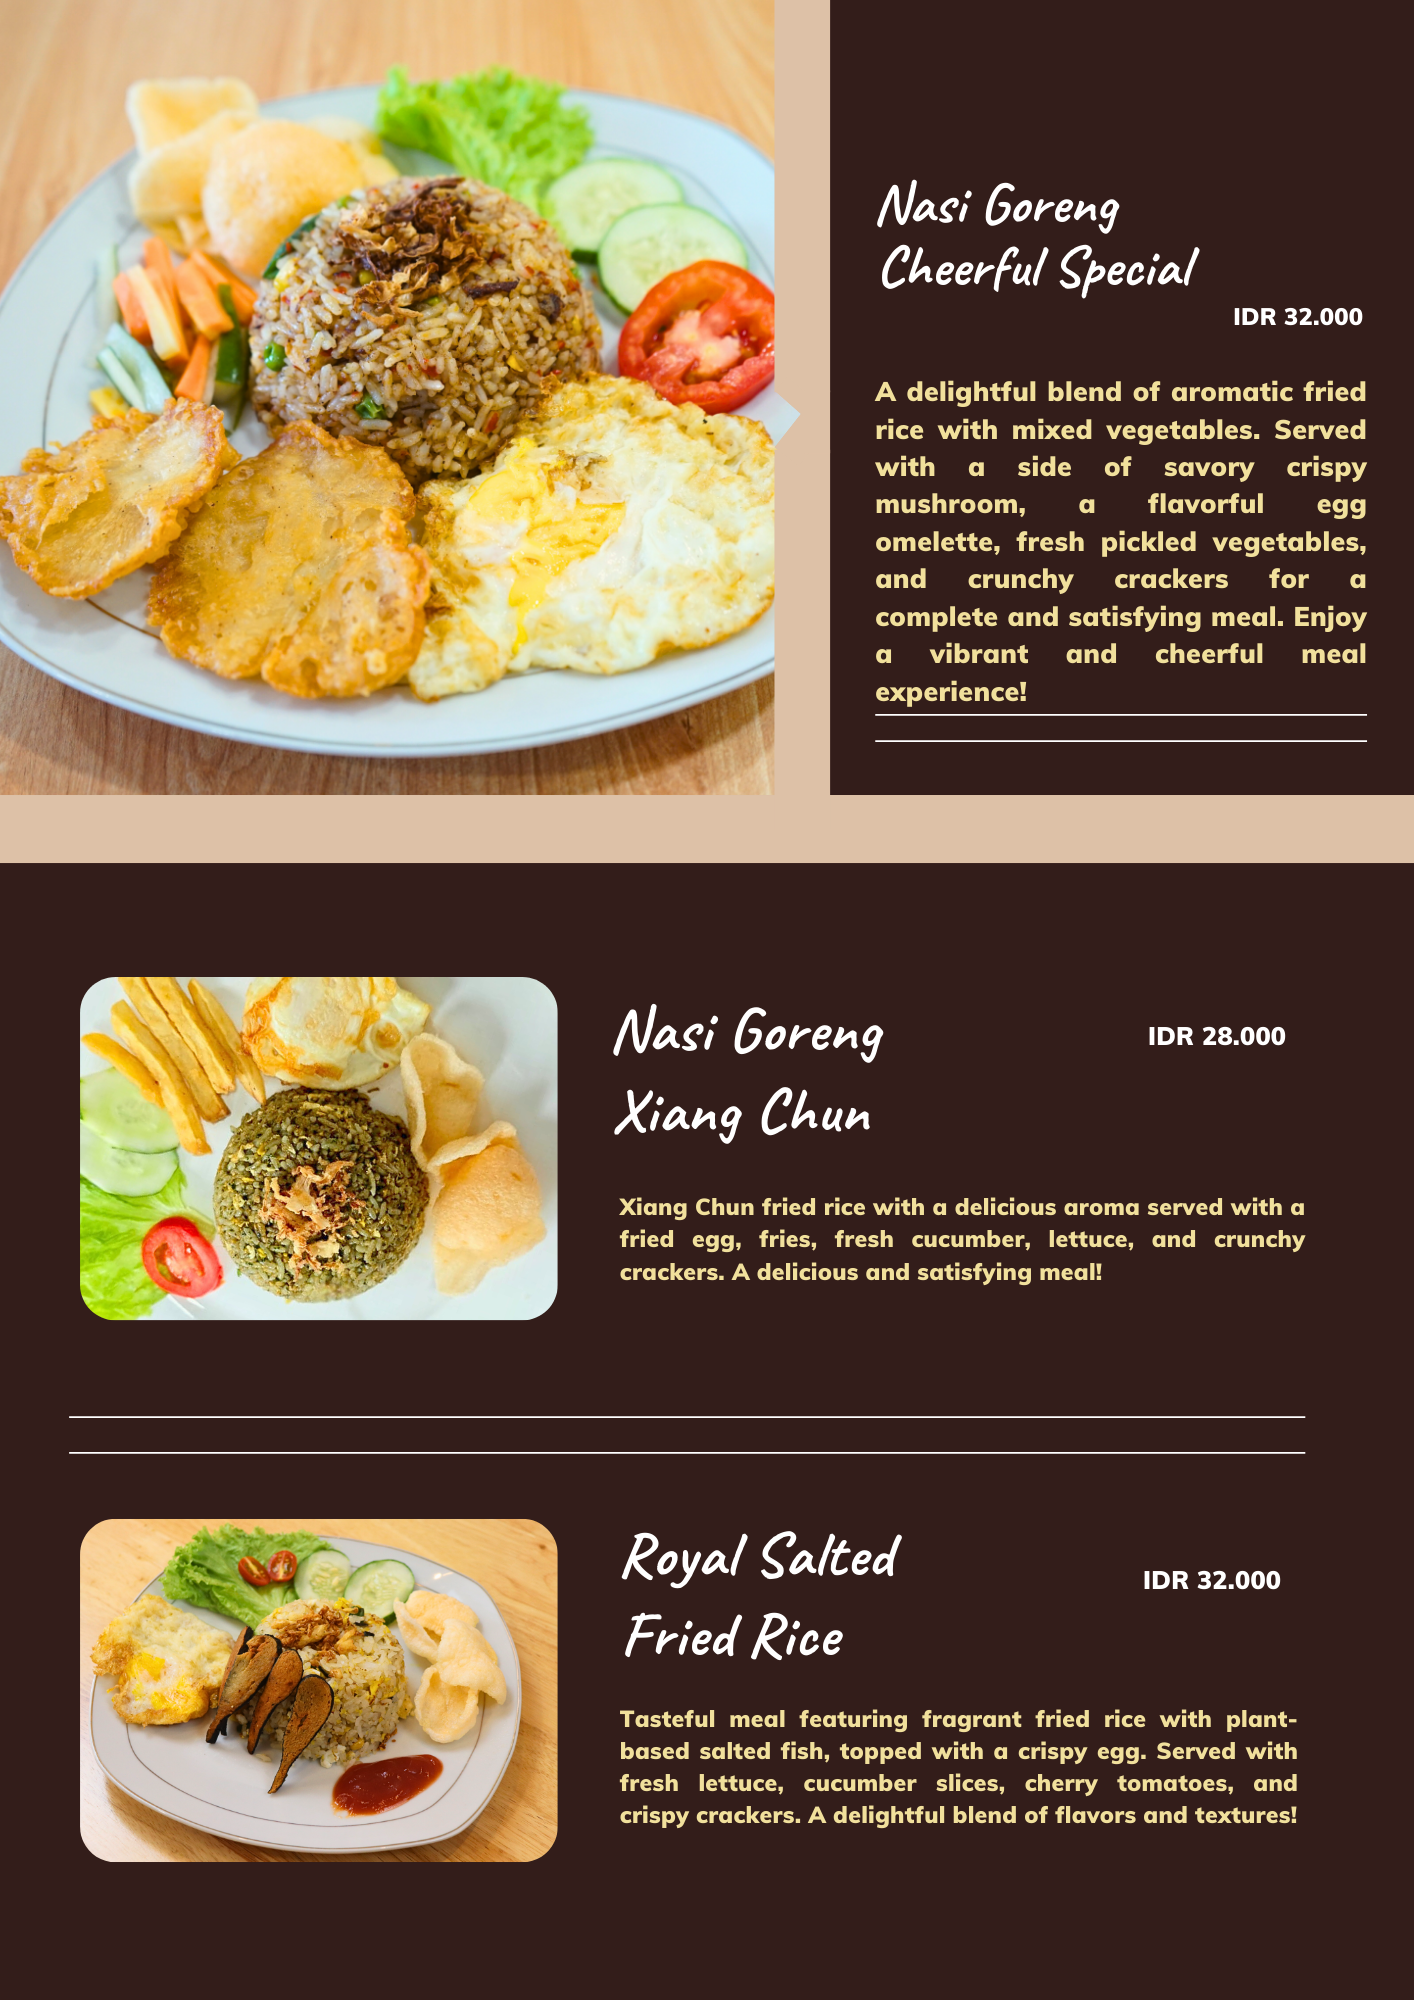 Nasi Goreng
Cheerful Special
IDR 32.000
A delightful blend of aromatic fried
rice with mixed vegetables. Served
with a side of savory crispy
mushroom, a flavorful egg
omelette, fresh pickled vegetables,
and crunchy crackers for a
complete and satisfying meal. Enjoy
a vibrant and cheerful meal
experience!
Nasi Goreng
Xiang Chun
IDR 28.000
Xiang Chun fried rice with a delicious aroma served with a
fried egg, fries, fresh cucumber, lettuce, and crunchy
crackers. A delicious and satisfying meal!
Royal Salted
Fried Rice
IDR 32.000
Tasteful meal featuring fragrant fried rice with plant-
based salted fish, topped with a crispy egg. Served with
fresh lettuce, cucumber slices, cherry tomatoes, and
crispy crackers. A delightful blend of flavors and textures!